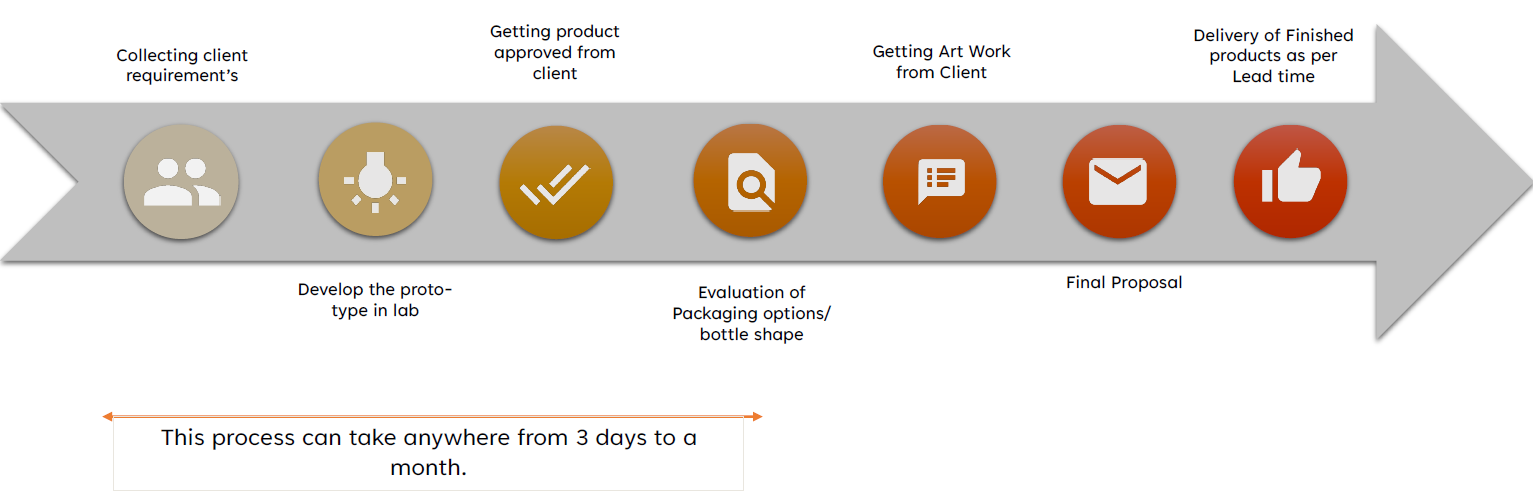 Collecting client
requirement's
Develop the proto-
type in lab
Getting product
approved from
client
Evaluation of
Packaging options/
bottle shape
Getting Art Work
from Client
Final Proposal
Delivery of Finished
products as per
Lead time
This process can take anywhere from 3 days to a
month.